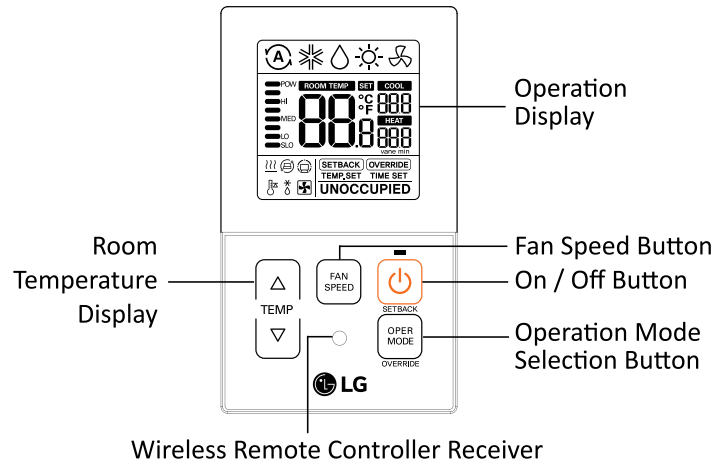 A
POW
HI
MED
LO
SLO
ROOM TEMP SET COOL
88.8 °C °F 888
HEAT
888
vane min
SETBACK OVERRIDE
TEMP.SET TIME SET
UNOCCUPIED
Operation
Display
Room
Temperature
Display
TEMP
FAN
SPEED
SETBACK
OPER
MODE
OVERRIDE
LG
Fan Speed Button
On / Off Button
Operation Mode
Selection Button
Wireless Remote Controller Receiver